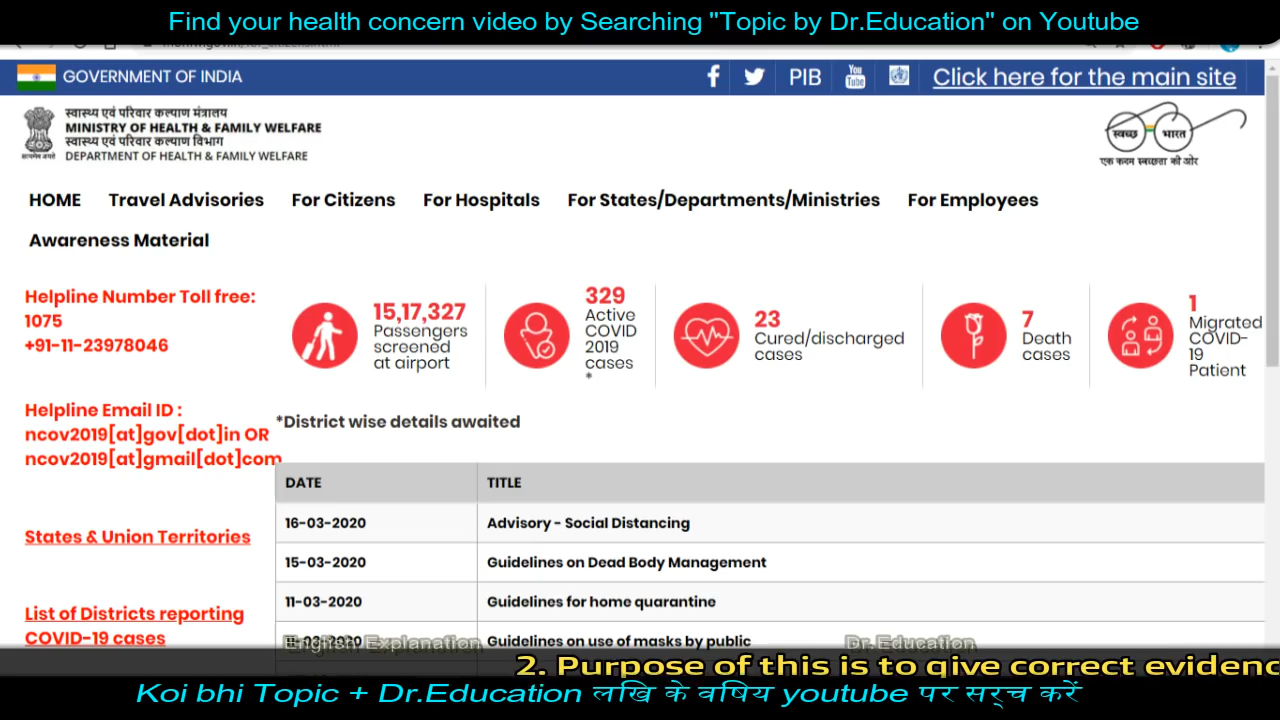 Find your health concern video by Searching "Topic by Dr.Education" on Youtube
GOVERNMENT OF INDIA
PIB
You Tube
Click here for the main site
स्वास्थ्य एवं परिवार कल्याण मंत्रालय
MINISTRY OF HEALTH & FAMILY WELFARE
स्वास्थ्य एवं परिवार कल्याण विभाग
DEPARTMENT OF HEALTH & FAMILY WELFARE
सत्यमेव जयते
स्वच्छ भारत
एक कदम स्वच्छता की ओर
HOME Travel Advisories For Citizens For Hospitals For States/Departments/Ministries For Employees
Awareness Material
Helpline Number Toll free:
1075
+91-11-23978046
Helpline Email ID :
ncov2019[at]gov[dot]in OR
ncov2019[at]gmail[dot]com
States & Union Territories
List of Districts reporting
COVID-19 cases
15,17,327
Passengers
screened
at airport
329
Active
COVID
2019
cases
*
23
Cured/discharged
cases
7
Death
cases
1
Migrated
COVID-
19
Patient
*District wise details awaited
DATE TITLE
16-03-2020 Advisory - Social Distancing
15-03-2020 Guidelines on Dead Body Management
11-03-2020 Guidelines for home quarantine
11-03-2020 Guidelines on use of masks by public
English Explanation Dr.Education
2. Purpose of this is to give correct evidenc
Koi bhi Topic + Dr.Education लिख के विषय youtube पर सर्च करें